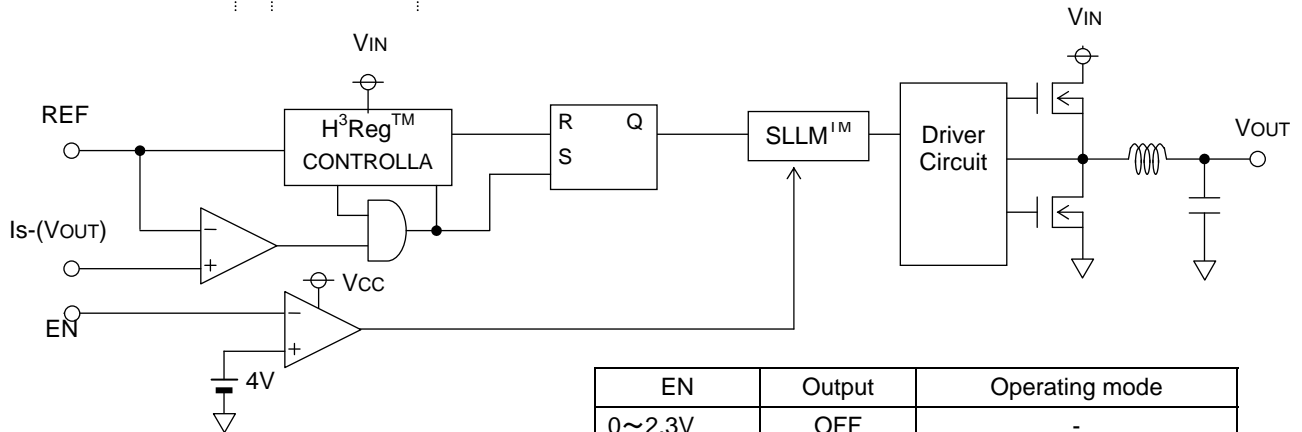 VIN
VIN
REF
H³Reg™
CONTROLLA
R Q
S
SLLM™
Driver
Circuit
VOUT
Is-(VOUT)
−
+
VCC
EN
−
+
4V
EN Output Operating mode
0～2.3V OFF -